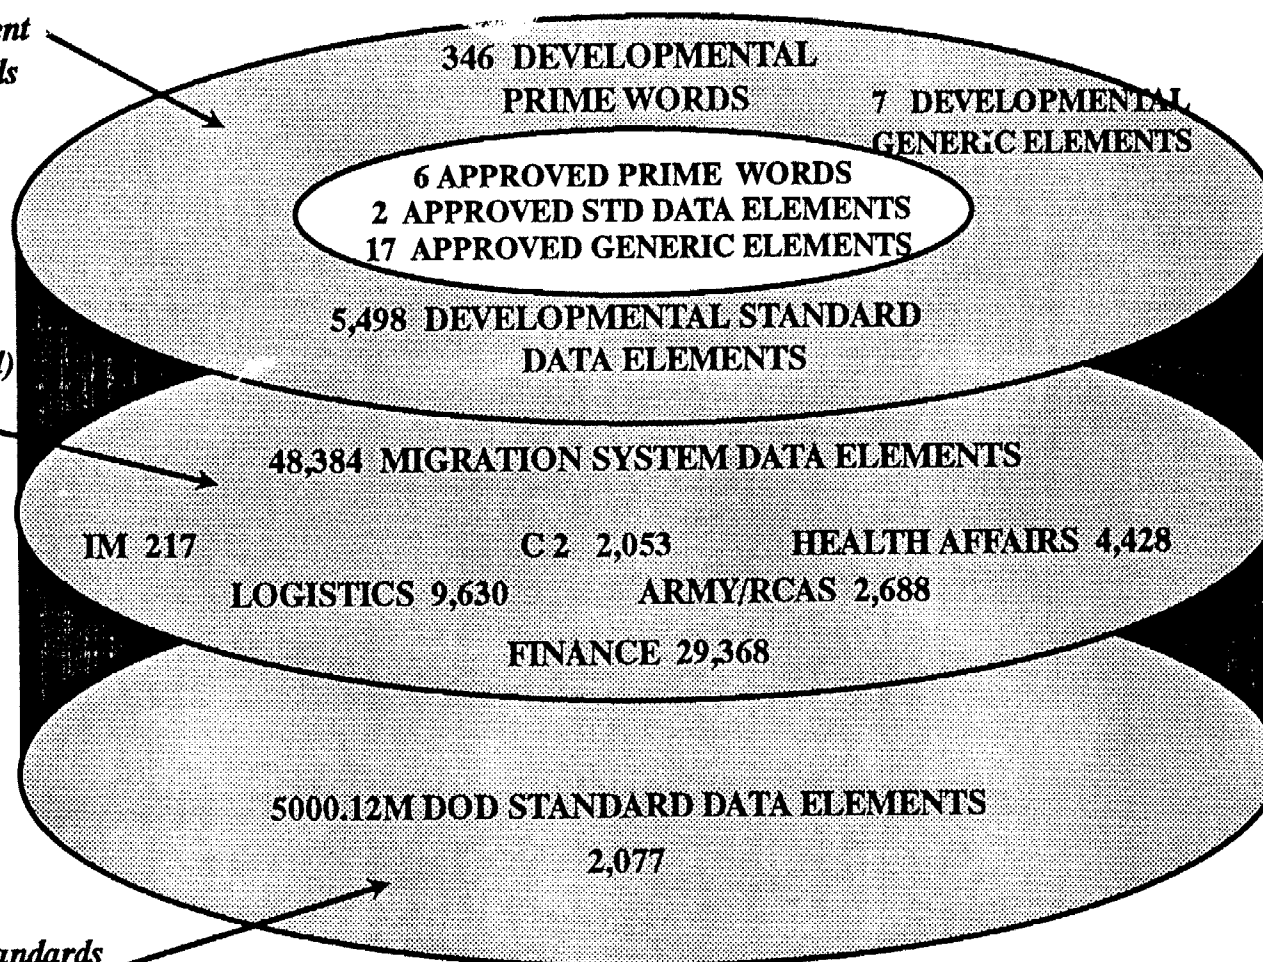 346 DEVELOPMENTAL
PRIME WORDS
7 DEVELOPMENTAL
GENERIC ELEMENTS
6 APPROVED PRIME WORDS
2 APPROVED STD DATA ELEMENTS
17 APPROVED GENERIC ELEMENTS
5,498 DEVELOPMENTAL STANDARD
DATA ELEMENTS
48,384 MIGRATION SYSTEM DATA ELEMENTS
IM 217 C 2 2,053 HEALTH AFFAIRS 4,428
LOGISTICS 9,630 ARMY/RCAS 2,688
FINANCE 29,368
5000.12M DOD STANDARD DATA ELEMENTS
2,077